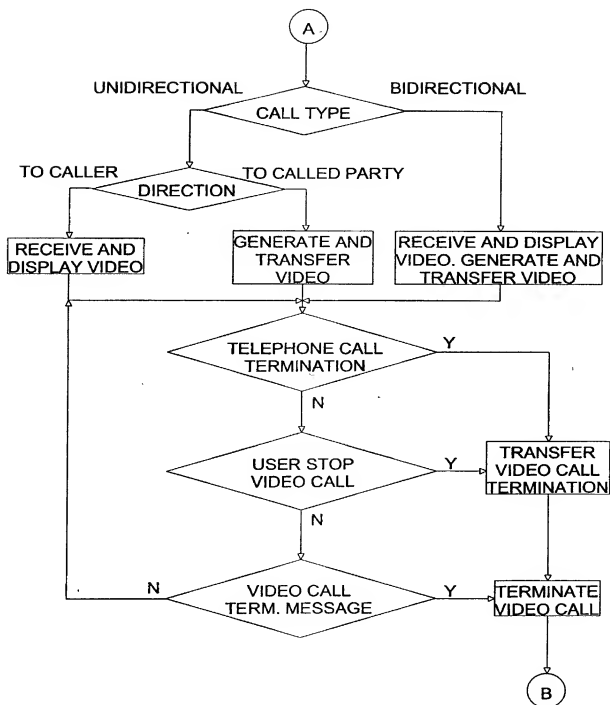 A
UNIDIRECTIONAL
BIDIRECTIONAL
CALL TYPE
TO CALLER
TO CALLED PARTY
DIRECTION
RECEIVE AND
DISPLAY VIDEO
GENERATE AND
TRANSFER
VIDEO
RECEIVE AND DISPLAY
VIDEO. GENERATE AND
TRANSFER VIDEO
TELEPHONE CALL
TERMINATION
Y
N
USER STOP
VIDEO CALL
Y
TRANSFER
VIDEO CALL
TERMINATION
N
N
VIDEO CALL
TERM. MESSAGE
Y
TERMINATE
VIDEO CALL
B